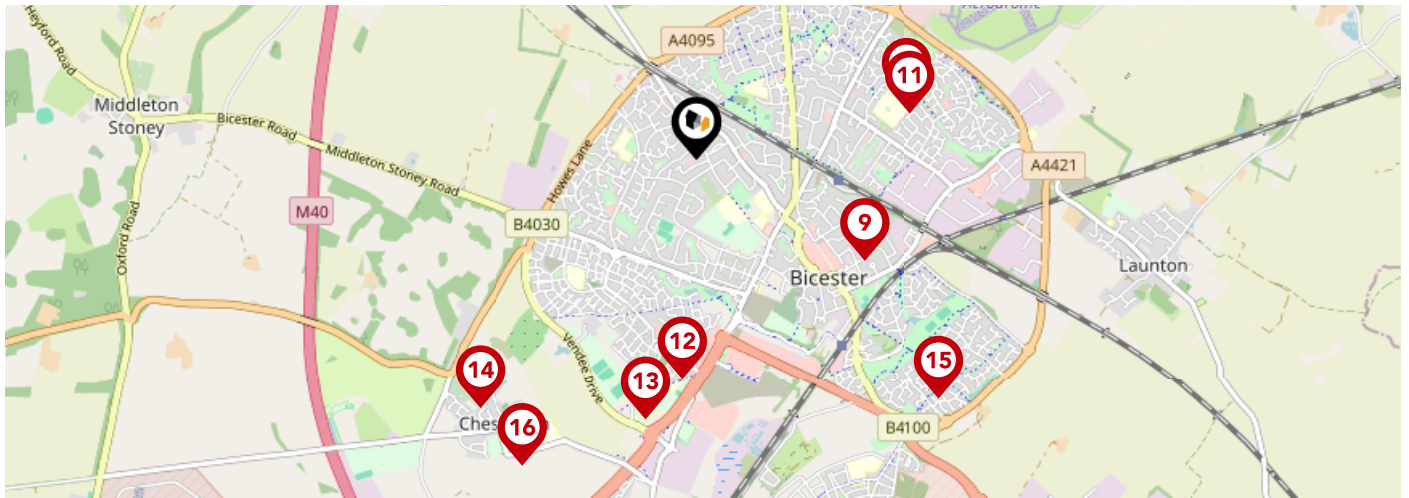 Heyford Road
Aerodrome
A4095
11
Middleton
Stoney
Bicester Road
Middleton Stoney Road
Howes Lane
A4421
M40
Oxford Road
B4030
9
Launton
Bicester
Vendee Drive
12
13
14
15
16
B4100